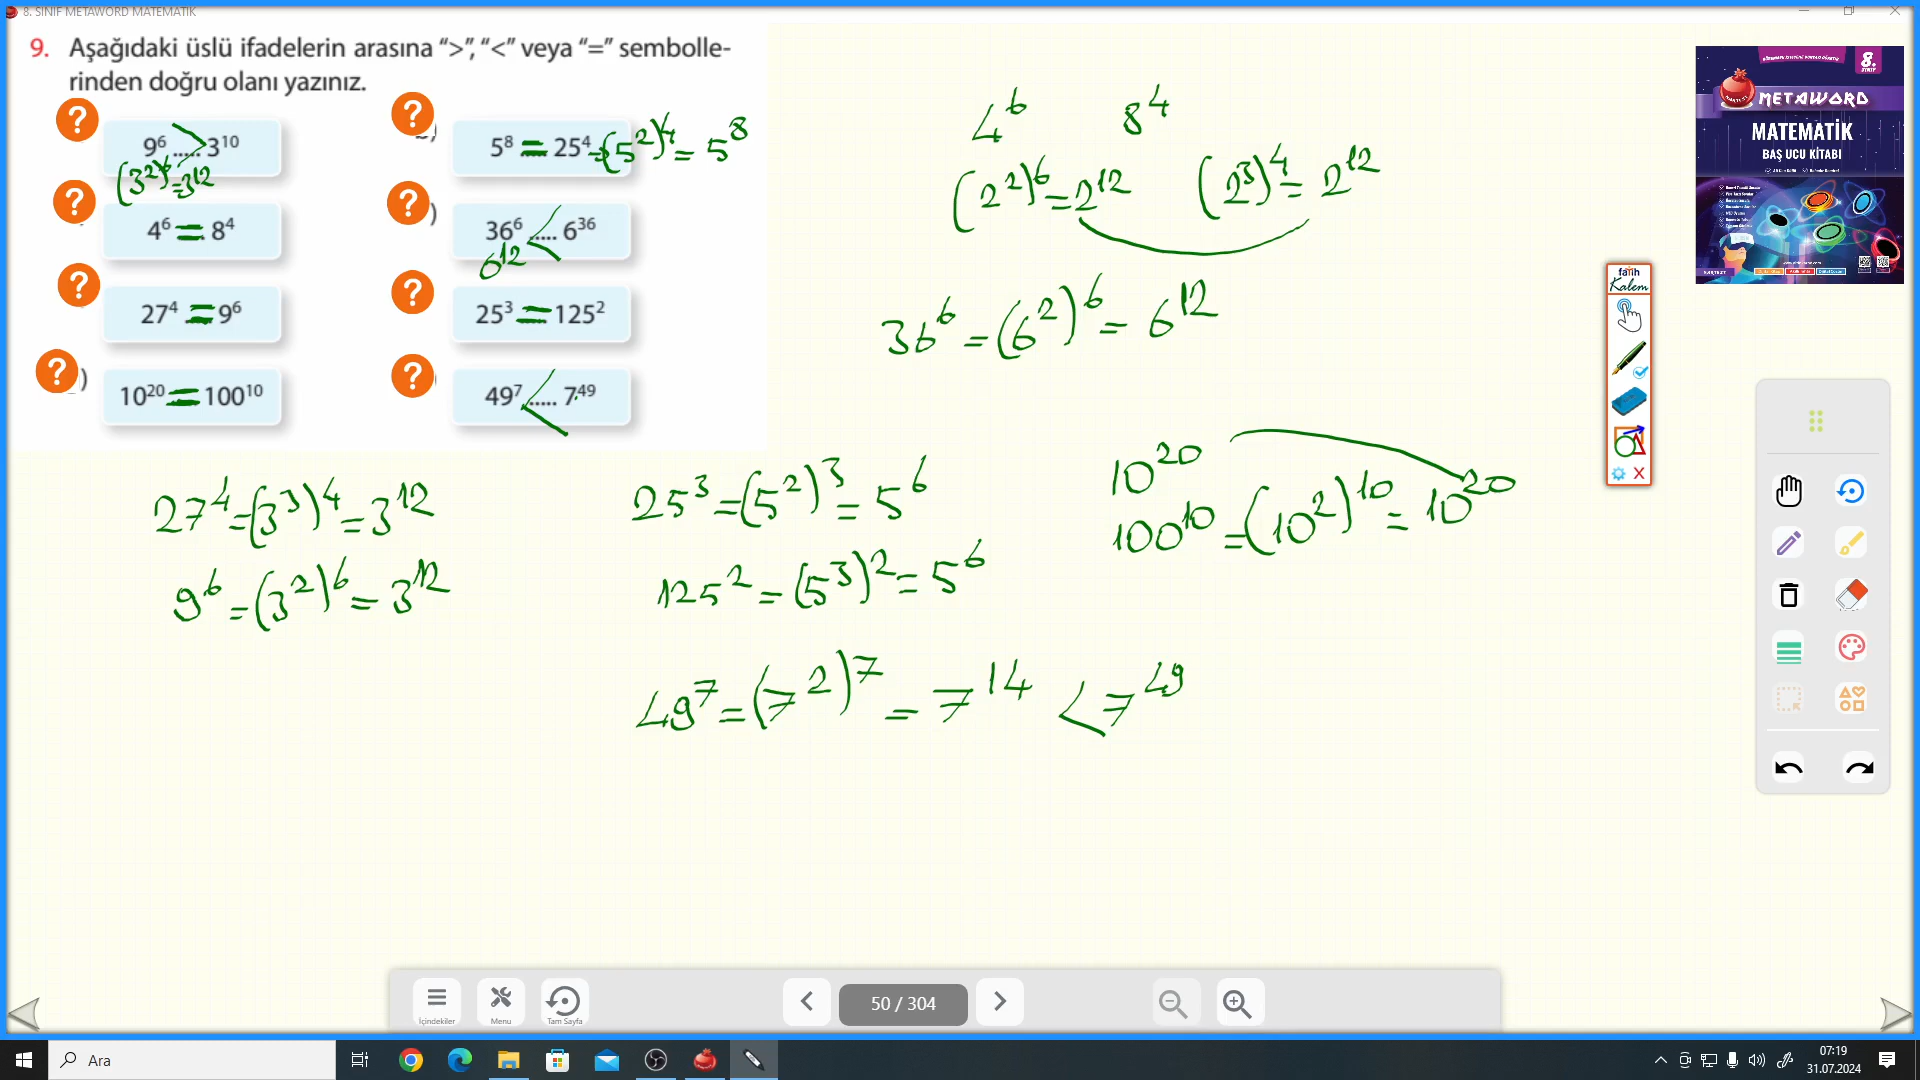 8. SINIF METAWORD MATEMATİK
9. Aşağıdaki üslü ifadelerin arasına “>”, “<” veya “=” sembolle-
rinden doğru olanı yazınız.
9⁶ ..... > 3¹⁰
(3²)⁶ = 3¹²
5⁸ = 25⁴ = (5²)⁴ = 5⁸
4⁶ = 8⁴
36⁶ ..... < 6³⁶
6¹²
27⁴ = 9⁶
25³ = 125²
10²⁰ = 100¹⁰
49⁷ ..... < 7⁴⁹
4⁶ 8⁴
(2²)⁶ = 2¹² (2³)⁴ = 2¹²
36⁶ = (6²)⁶ = 6¹²
27⁴ = (3³)⁴ = 3¹²
9⁶ = (3²)⁶ = 3¹²
25³ = (5²)³ = 5⁶
125² = (5³)² = 5⁶
10²⁰
100¹⁰ = (10²)¹⁰ = 10²⁰
49⁷ = (7²)⁷ = 7¹⁴ < 7⁴⁹
8.
SINIF
METAWORD
MATEMATİK
BAŞ UCU KİTABI
fatih
Kalem
İçindekiler
Menu
Tam Sayfa
50 / 304
Ara
07:19
31.07.2024